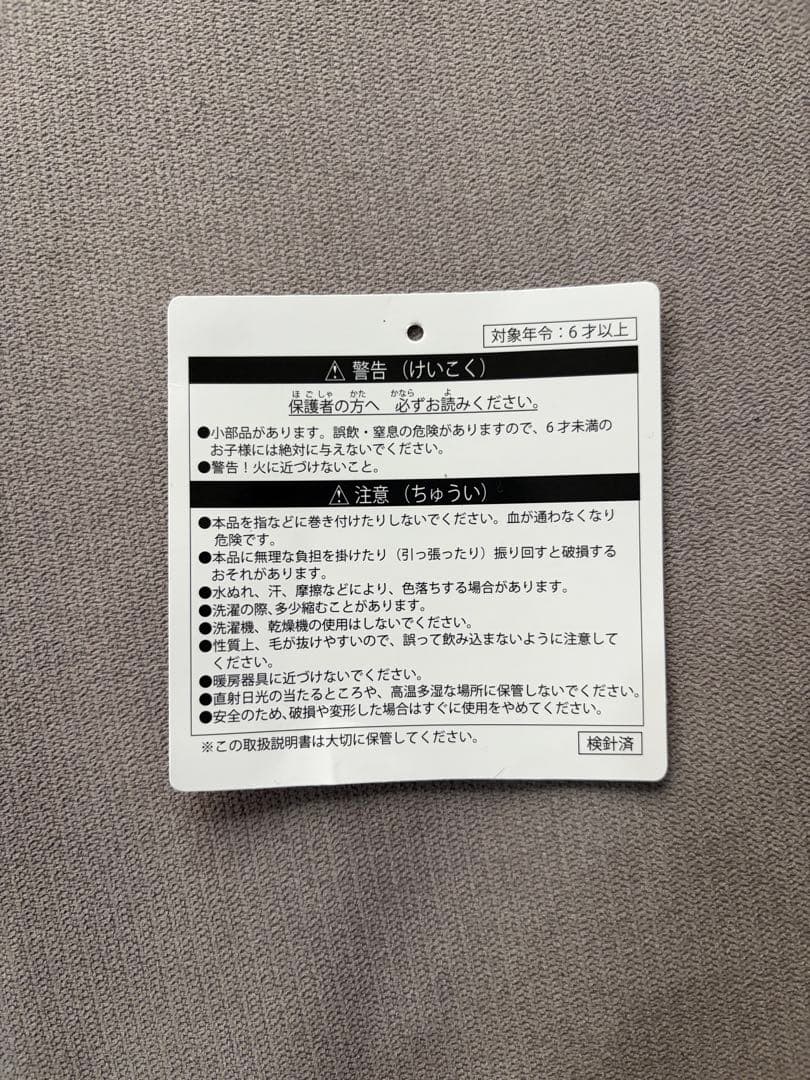 対象年令：6才以上
⚠ 警告（けいこく）
保護者の方へ 必ずお読みください。
●小部品があります。誤飲・窒息の危険がありますので、6才未満の
お子様には絶対に与えないでください。
●警告！火に近づけないこと。
⚠ 注意（ちゅうい）
●本品を指などに巻き付けたりしないでください。血が通わなくなり
危険です。
●本品に無理な負担を掛けたり（引っ張ったり）振り回すと破損する
おそれがあります。
●水ぬれ、汗、摩擦などにより、色落ちする場合があります。
●洗濯の際、多少縮むことがあります。
●洗濯機、乾燥機の使用はしないでください。
●性質上、毛が抜けやすいので、誤って飲み込まないように注意して
ください。
●暖房器具に近づけないでください。
●直射日光の当たるところや、高温多湿な場所に保管しないでください。
●安全のため、破損や変形した場合はすぐに使用をやめてください。
※この取扱説明書は大切に保管してください。
検針済